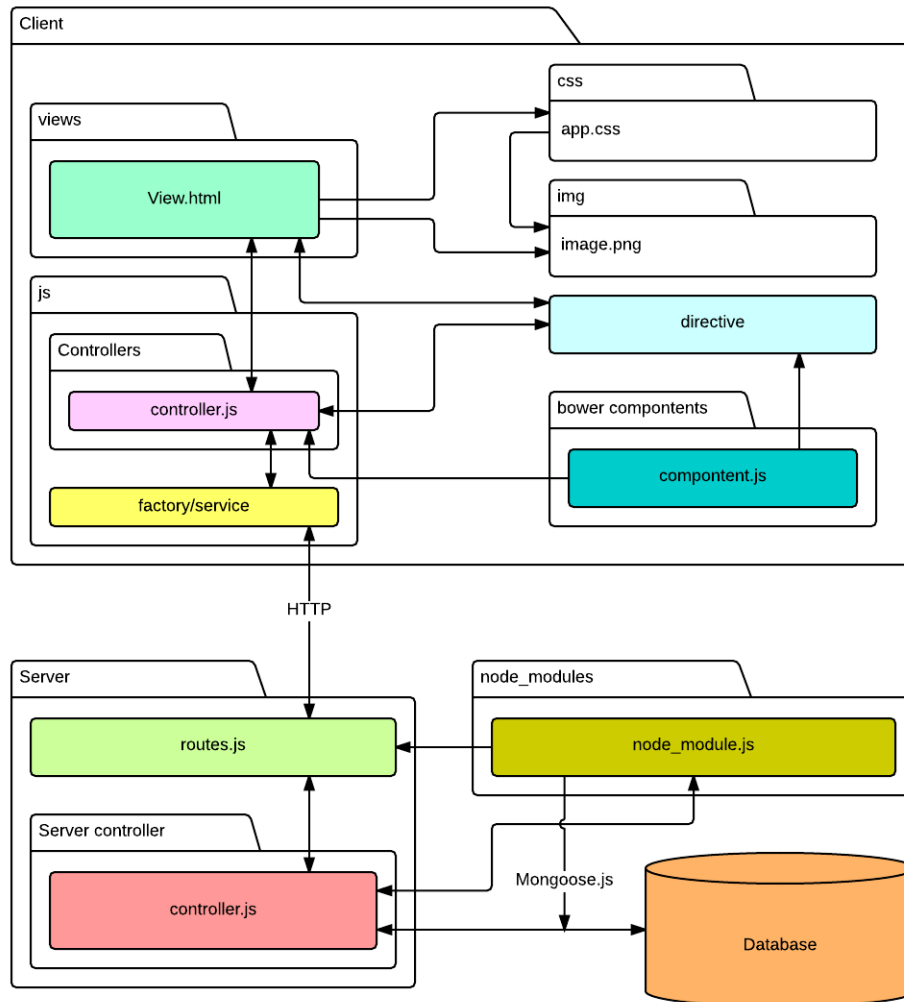 Client
css
app.css
views
View.html
img
image.png
js
directive
Controllers
controller.js
bower compontents
compontent.js
factory/service
HTTP
Server
node_modules
routes.js
node_module.js
Server controller
Mongoose.js
controller.js
Database